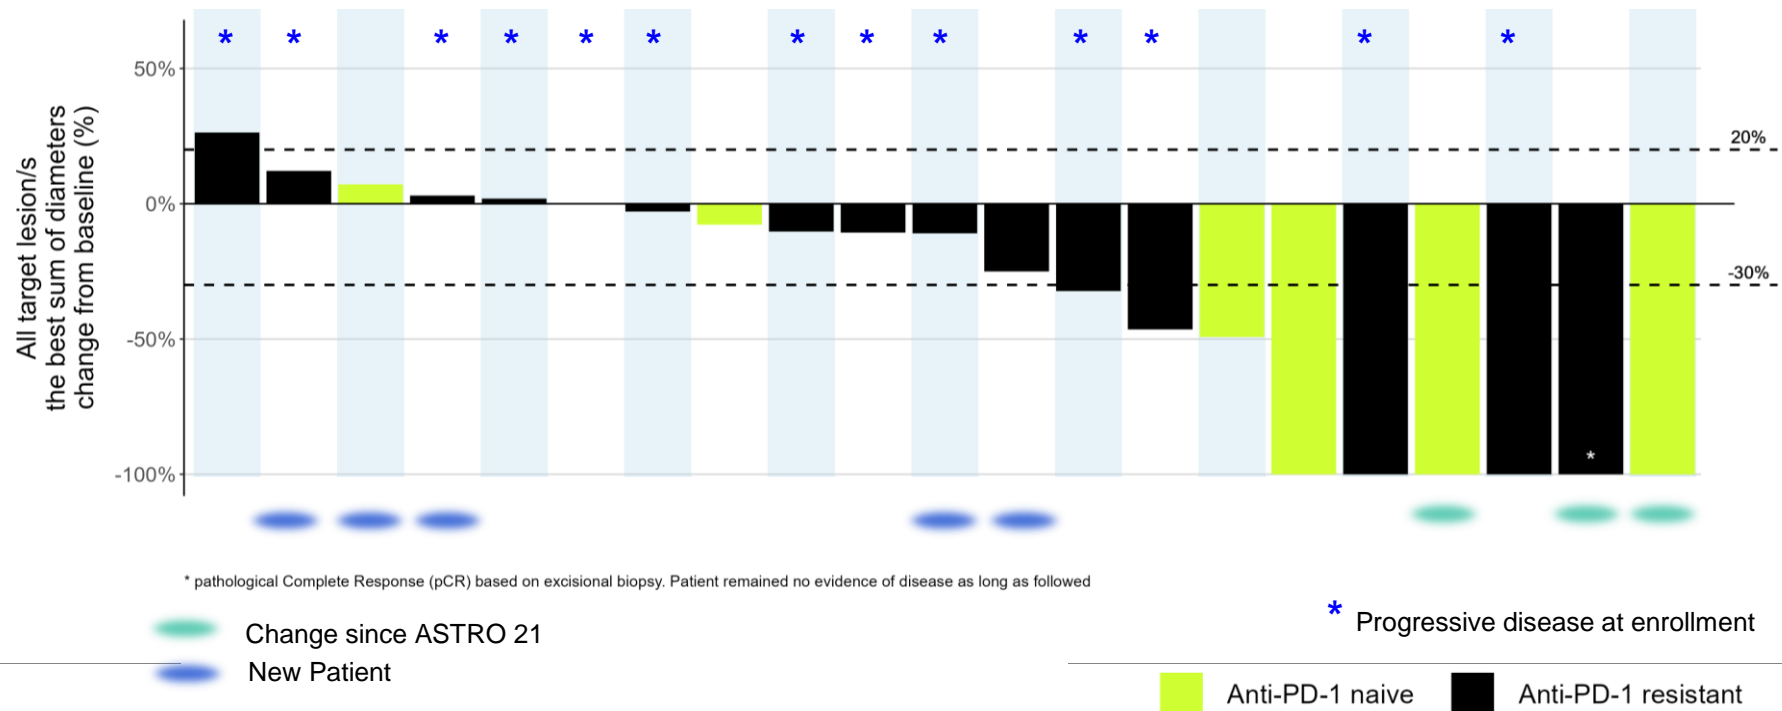 * * * * * * * * * * * * *
50%
20%
0%
-30%
-50%
-100%
All target lesion/s
the best sum of diameters
change from baseline (%)
*
* pathological Complete Response (pCR) based on excisional biopsy. Patient remained no evidence of disease as long as followed
Change since ASTRO 21
New Patient
* Progressive disease at enrollment
Anti-PD-1 naive
Anti-PD-1 resistant